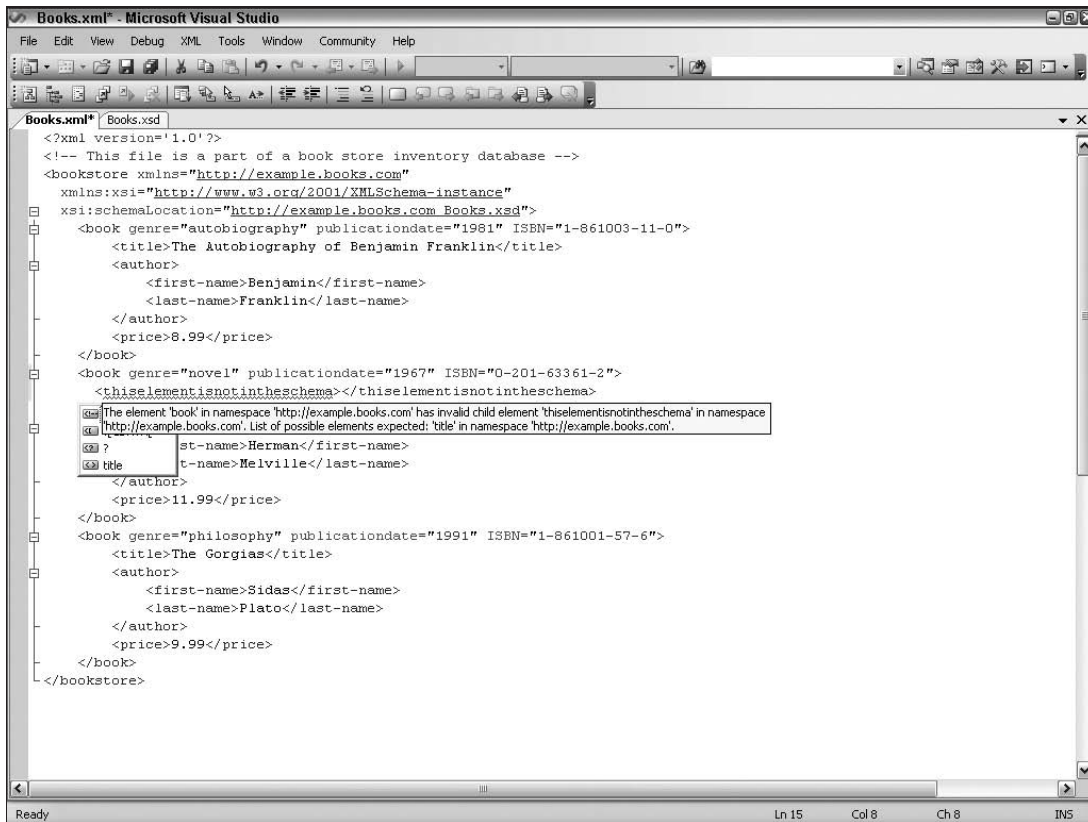 Books.xml* - Microsoft Visual Studio
File Edit View Debug XML Tools Window Community Help
Books.xml* Books.xsd
<?xml version='1.0'?>
<!-- This file is a part of a book store inventory database -->
<bookstore xmlns="http://example.books.com"
xmlns:xsi="http://www.w3.org/2001/XMLSchema-instance"
xsi:schemaLocation="http://example.books.com Books.xsd">
<book genre="autobiography" publicationdate="1981" ISBN="1-861003-11-0">
<title>The Autobiography of Benjamin Franklin</title>
<author>
<first-name>Benjamin</first-name>
<last-name>Franklin</last-name>
</author>
<price>8.99</price>
</book>
<book genre="novel" publicationdate="1967" ISBN="0-201-63361-2">
<thiselementisnotintheschema></thiselementisnotintheschema>
The element 'book' in namespace 'http://example.books.com' has invalid child element 'thiselementisnotintheschema' in namespace
'http://example.books.com'. List of possible elements expected: 'title' in namespace 'http://example.books.com'.
? st-name>Herman</first-name>
title t-name>Melville</last-name>
</author>
<price>11.99</price>
</book>
<book genre="philosophy" publicationdate="1991" ISBN="1-861001-57-6">
<title>The Gorgias</title>
<author>
<first-name>Sidas</first-name>
<last-name>Plato</last-name>
</author>
<price>9.99</price>
</book>
</bookstore>
Ready Ln 15 Col 8 Ch 8 INS